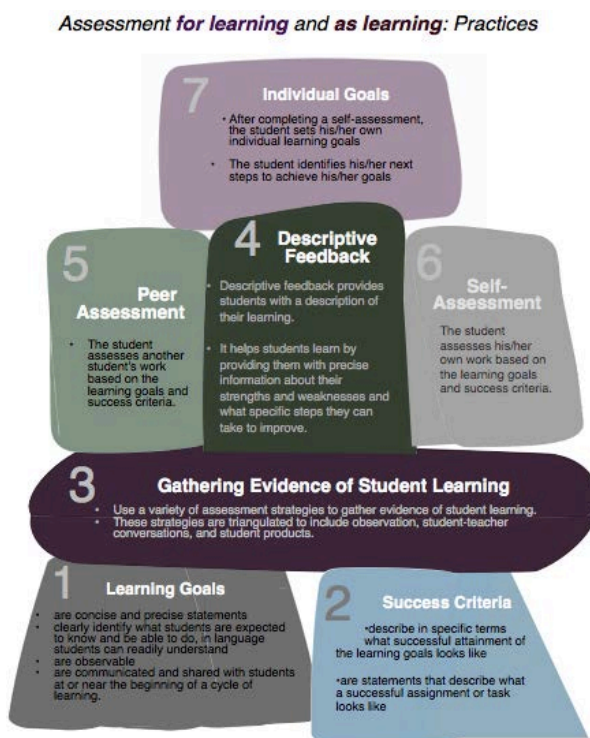 Assessment for learning and as learning: Practices
7
Individual Goals
• After completing a self-assessment,
the student sets his/her own
individual learning goals
• The student identifies his/her next
steps to achieve his/her goals
5
Peer
Assessment
• The student
assesses another
student's work
based on the
learning goals and
success criteria.
4
Descriptive
Feedback
• Descriptive feedback provides
students with a description of
their learning.
• It helps students learn by
providing them with precise
information about their
strengths and weaknesses and
what specific steps they can
take to improve.
6
Self-
Assessment
The student
assesses his/her
own work based on
the learning goals
and success criteria.
3
Gathering Evidence of Student Learning
• Use a variety of assessment strategies to gather evidence of student learning.
• These strategies are triangulated to include observation, student-teacher
conversations, and student products.
1
Learning Goals
• are concise and precise statements
• clearly identify what students are expected
to know and be able to do, in language
students can readily understand
• are observable
• are communicated and shared with students
at or near the beginning of a cycle of
learning.
2
Success Criteria
•describe in specific terms
what successful attainment
of the learning goals looks like
•are statements that describe what
a successful assignment or task
looks like